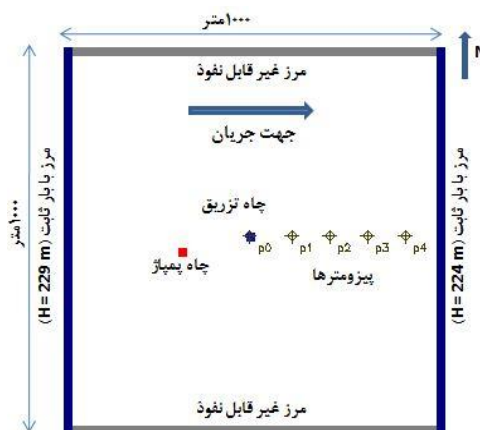 ۱۰۰۰متر
N
مرز غیر قابل نفوذ
جهت جریان
چاه تزریق
p0
p1
p2
p3
p4
چاه پمپاژ
پیزومترها
مرز با بار ثابت
(H = 229 m)
مرز با بار ثابت
(H = 224 m)
۱۰۰۰متر
مرز غیر قابل نفوذ